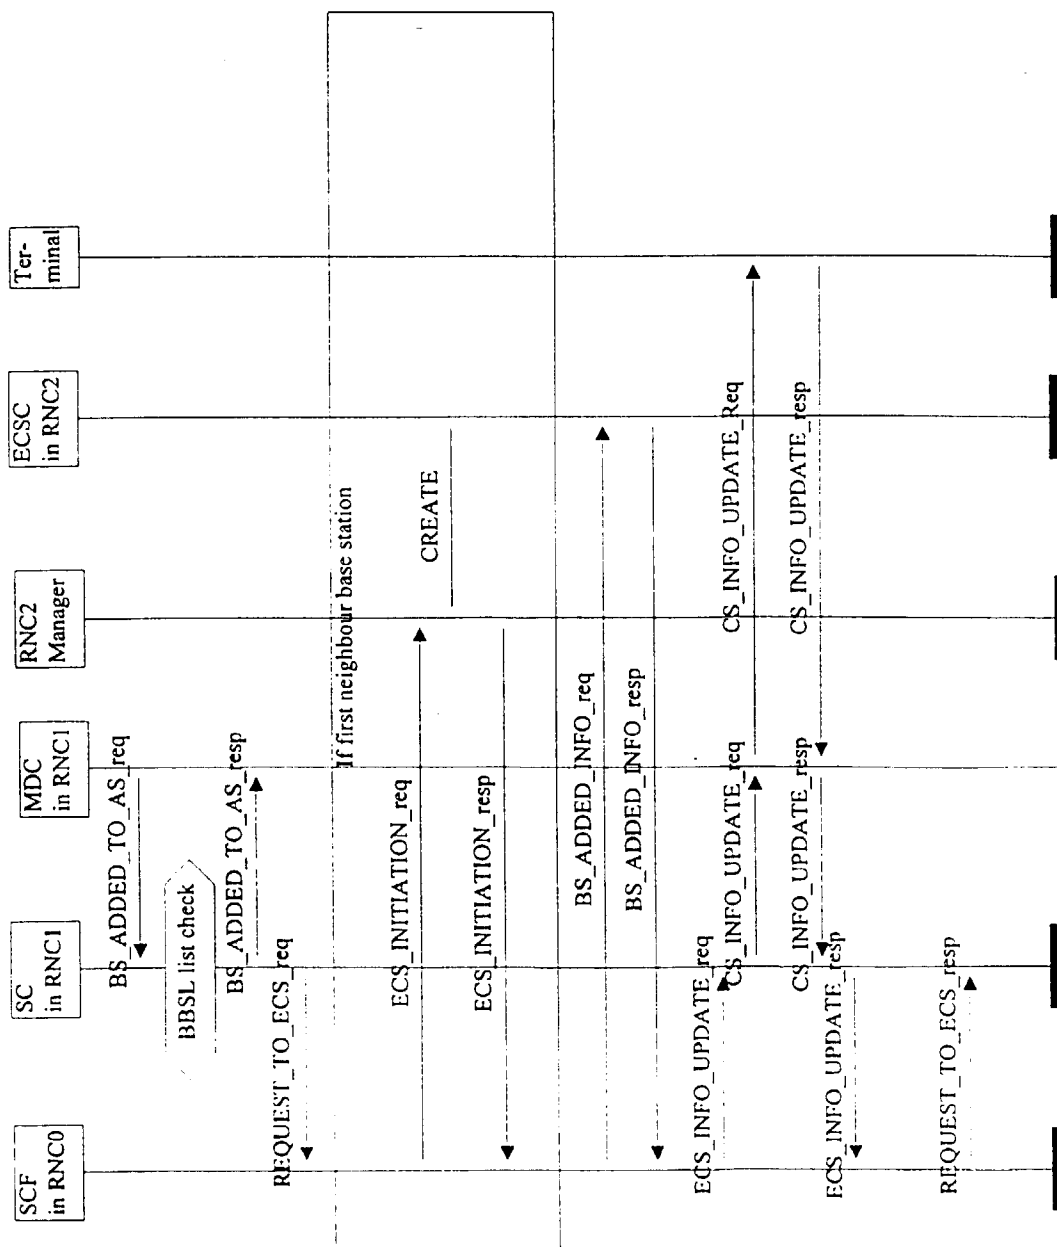 SCF
in RNC0
SC
in RNC1
MDC
in RNC1
RNC2
Manager
ECSC
in RNC2
Ter-
minal
BS_ADDED_TO_AS_req
BBSL list check
BS_ADDED_TO_AS_resp
REQUEST_TO_ECS_req
If first neighbour base station
ECS_INITIATION_req
CREATE
ECS_INITIATION_resp
BS_ADDED_INFO_req
BS_ADDED_INFO_resp
ECS_INFO_UPDATE_req
CS_INFO_UPDATE_req
CS_INFO_UPDATE_Req
CS_INFO_UPDATE_resp
CS_INFO_UPDATE_resp
ECS_INFO_UPDATE_resp
REQUEST_TO_ECS_resp